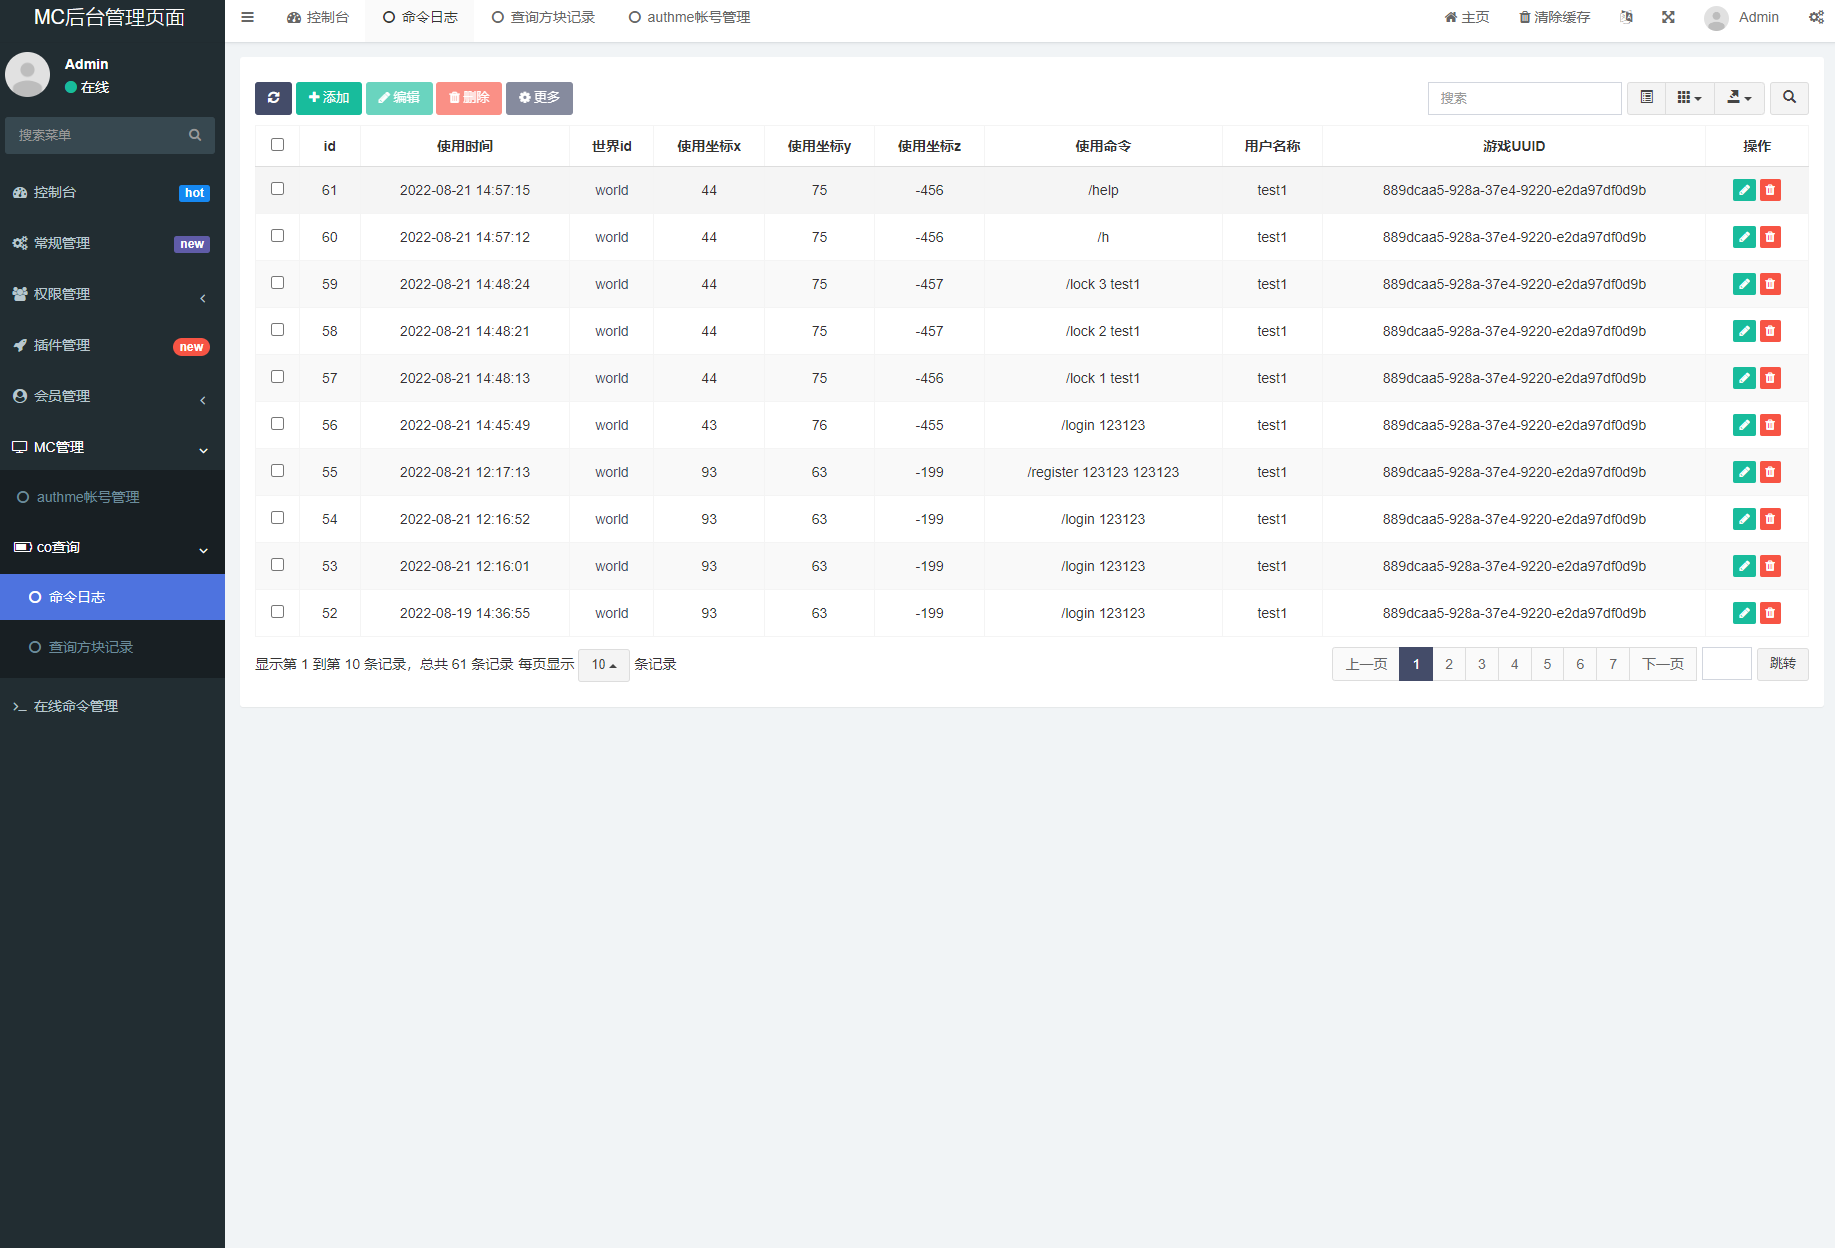 MC后台管理页面
Admin
在线
搜索菜单
控制台 hot
常规管理 new
权限管理
插件管理 new
会员管理
MC管理
authme帐号管理
co查询
命令日志
查询方块记录
在线命令管理
控制台 命令日志 查询方块记录 authme帐号管理 主页 清除缓存 Admin
添加 编辑 删除 更多 搜索
id 使用时间 世界id 使用坐标x 使用坐标y 使用坐标z 使用命令 用户名称 游戏UUID 操作
61 2022-08-21 14:57:15 world 44 75 -456 /help test1 889dcaa5-928a-37e4-9220-e2da97df0d9b
60 2022-08-21 14:57:12 world 44 75 -456 /h test1 889dcaa5-928a-37e4-9220-e2da97df0d9b
59 2022-08-21 14:48:24 world 44 75 -457 /lock 3 test1 test1 889dcaa5-928a-37e4-9220-e2da97df0d9b
58 2022-08-21 14:48:21 world 44 75 -457 /lock 2 test1 test1 889dcaa5-928a-37e4-9220-e2da97df0d9b
57 2022-08-21 14:48:13 world 44 75 -456 /lock 1 test1 test1 889dcaa5-928a-37e4-9220-e2da97df0d9b
56 2022-08-21 14:45:49 world 43 76 -455 /login 123123 test1 889dcaa5-928a-37e4-9220-e2da97df0d9b
55 2022-08-21 12:17:13 world 93 63 -199 /register 123123 123123 test1 889dcaa5-928a-37e4-9220-e2da97df0d9b
54 2022-08-21 12:16:52 world 93 63 -199 /login 123123 test1 889dcaa5-928a-37e4-9220-e2da97df0d9b
53 2022-08-21 12:16:01 world 93 63 -199 /login 123123 test1 889dcaa5-928a-37e4-9220-e2da97df0d9b
52 2022-08-19 14:36:55 world 93 63 -199 /login 123123 test1 889dcaa5-928a-37e4-9220-e2da97df0d9b
显示第 1 到第 10 条记录，总共 61 条记录 每页显示 10 条记录 上一页 1 2 3 4 5 6 7 下一页 跳转